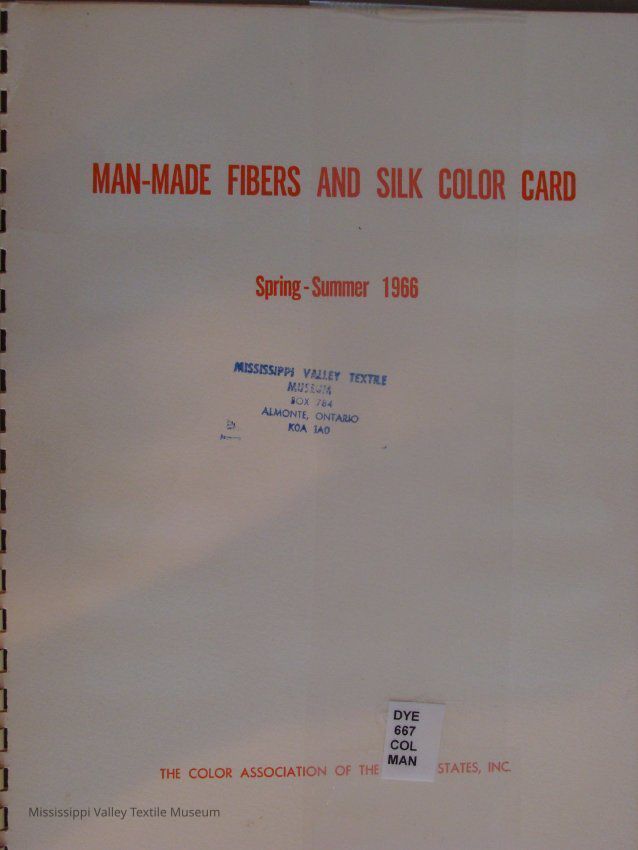 MAN-MADE FIBERS AND SILK COLOR CARD
Spring-Summer 1966
MISSISSIPPI VALLEY TEXTILE
MUSEUM
BOX 784
ALMONTE, ONTARIO
K0A 1A0
DYE
667
COL
MAN
THE COLOR ASSOCIATION OF THE STATES, INC.
Mississippi Valley Textile Museum